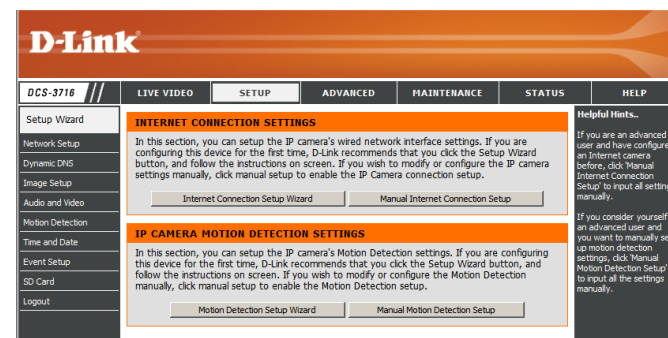 D-Link
DCS-3716 // LIVE VIDEO SETUP ADVANCED MAINTENANCE STATUS HELP
Setup Wizard
Network Setup
Dynamic DNS
Image Setup
Audio and Video
Motion Detection
Time and Date
Event Setup
SD Card
Logout
INTERNET CONNECTION SETTINGS
In this section, you can setup the IP camera's wired network interface settings. If you are
configuring this device for the first time, D-Link recommends that you click the Setup Wizard
button, and follow the instructions on screen. If you wish to modify or configure the IP camera
settings manually, click manual setup to enable the IP Camera connection setup.
Internet Connection Setup Wizard Manual Internet Connection Setup
IP CAMERA MOTION DETECTION SETTINGS
In this section, you can setup the IP camera's Motion Detection settings. If you are configuring
this device for the first time, D-Link recommends that you click the Setup Wizard button, and
follow the instructions on screen. If you wish to modify or configure the Motion Detection
manually, click manual setup to enable the Motion Detection setup.
Motion Detection Setup Wizard Manual Motion Detection Setup
Helpful Hints..
If you are an advanced
user and have configure
an Internet camera
before, click 'Manual
Internet Connection
Setup' to input all setting
manually.
If you consider yourself
an advanced user and
you want to manually se
up motion detection
settings, click 'Manual
Motion Detection Setup'
to input all the settings
manually.